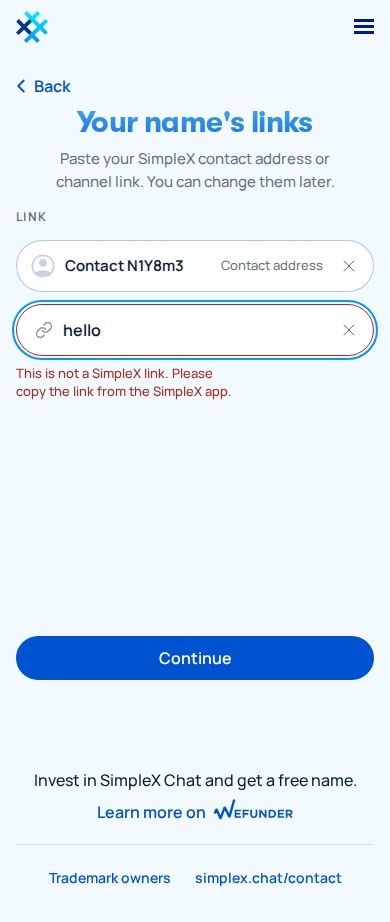 Back
Your name's links
Paste your SimpleX contact address or
channel link. You can change them later.
LINK
Contact N1Y8m3 Contact address
hello
This is not a SimpleX link. Please
copy the link from the SimpleX app.
Continue
Invest in SimpleX Chat and get a free name.
Learn more on WEFUNDER
Trademark owners simplex.chat/contact